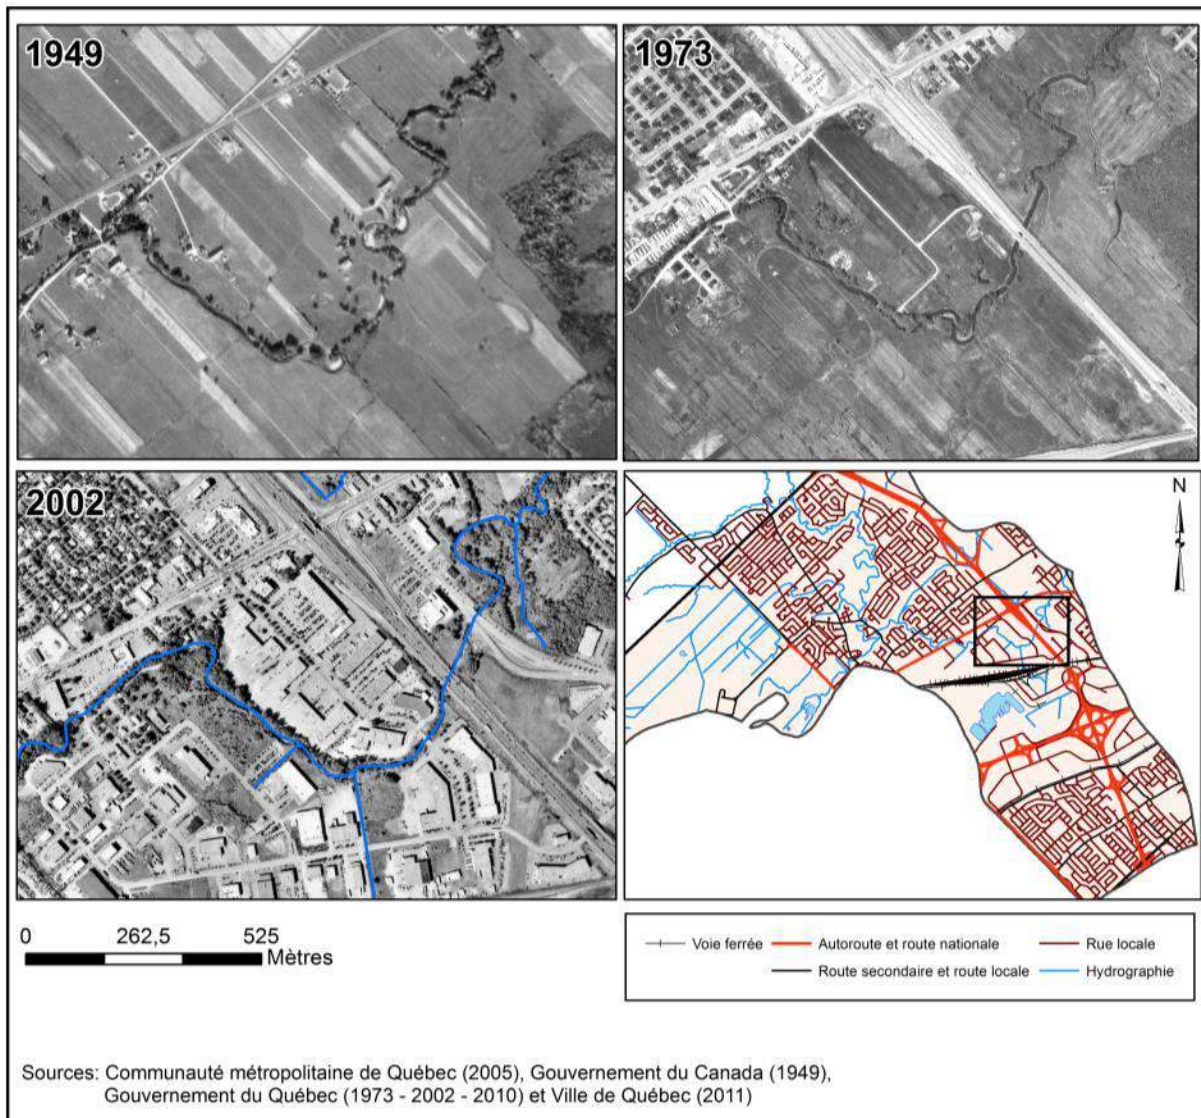 1949
1973
2002
N
0 262,5 525
Mètres
Voie ferrée
Autoroute et route nationale
Rue locale
Route secondaire et route locale
Hydrographie
Sources: Communauté métropolitaine de Québec (2005), Gouvernement du Canada (1949),
Gouvernement du Québec (1973 - 2002 - 2010) et Ville de Québec (2011)